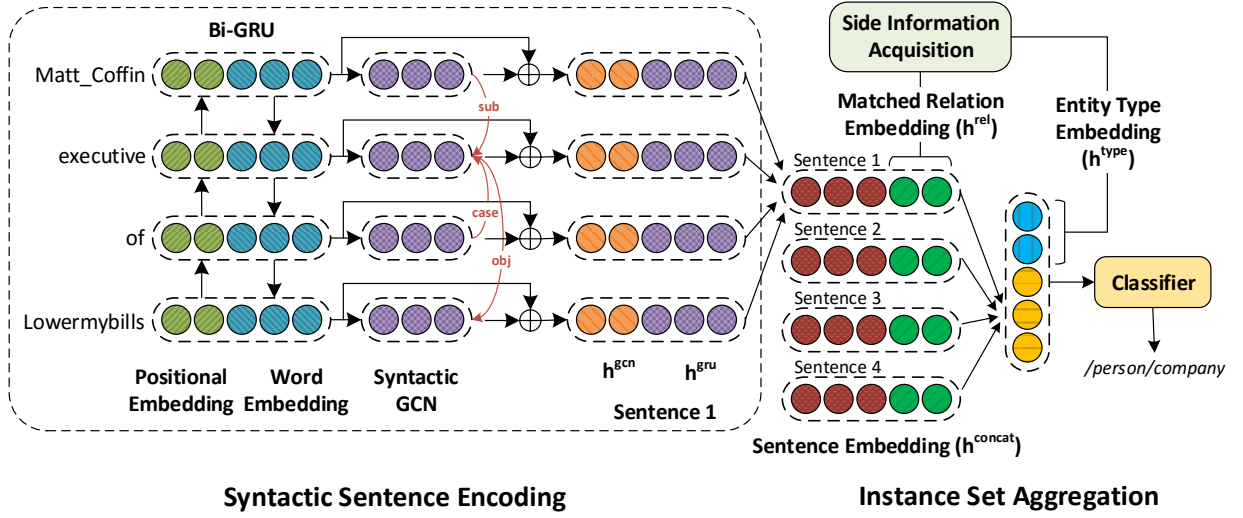 Bi-GRU
Matt_Coffin
executive
of
Lowermybills
sub
case
obj
Positional
Embedding
Word
Embedding
Syntactic
GCN
h^gcn
h^gru
Sentence 1
Syntactic Sentence Encoding
Side Information
Acquisition
Matched Relation
Embedding (h^rel)
Entity Type
Embedding
(h^type)
Sentence 1
Sentence 2
Sentence 3
Sentence 4
Sentence Embedding (h^concat)
Classifier
/person/company
Instance Set Aggregation